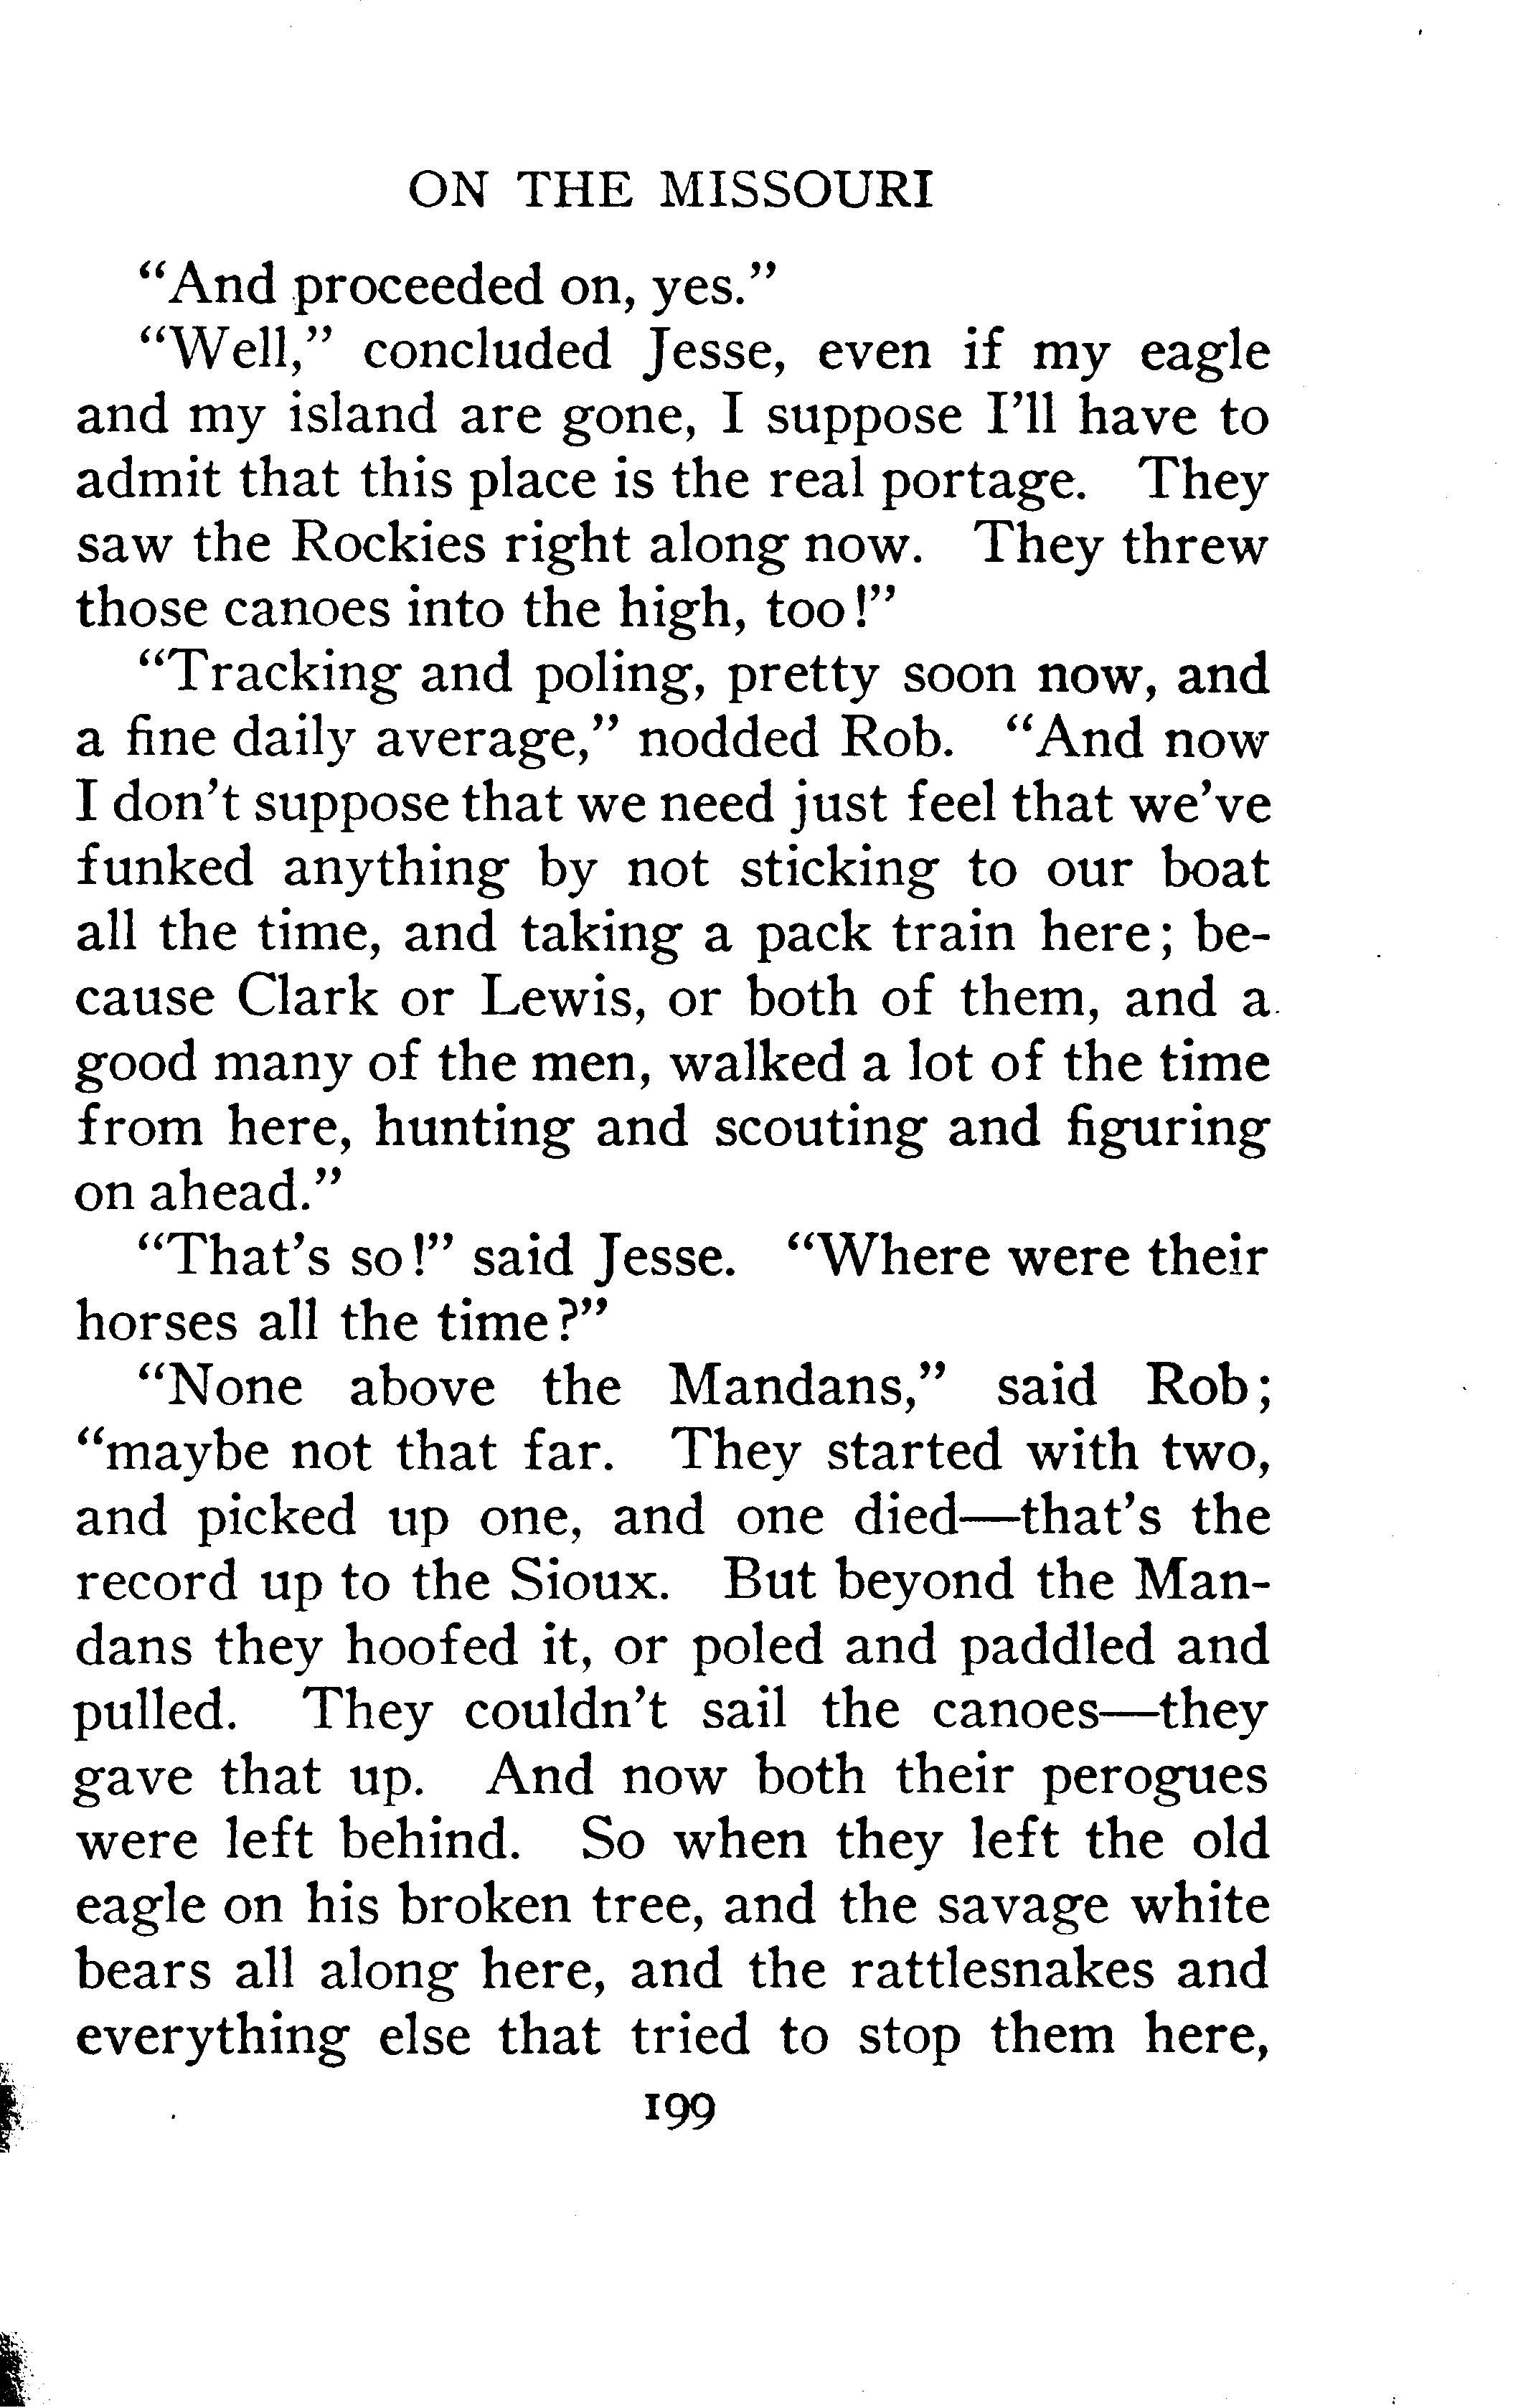 ON THE MISSOURI
“And proceeded on, yes.”
“Well,” concluded Jesse, even if my eagle
and my island are gone, I suppose I’ll have to
admit that this place is the real portage. They
saw the Rockies right along now. They threw
those canoes into the high, too!”
“Tracking and poling, pretty soon now, and
a fine daily average,” nodded Rob. “And now
I don’t suppose that we need just feel that we’ve
funked anything by not sticking to our boat
all the time, and taking a pack train here; be-
cause Clark or Lewis, or both of them, and a
good many of the men, walked a lot of the time
from here, hunting and scouting and figuring
on ahead.”
“That’s so!” said Jesse. “Where were their
horses all the time?”
“None above the Mandans,” said Rob;
“maybe not that far. They started with two,
and picked up one, and one died—that’s the
record up to the Sioux. But beyond the Man-
dans they hoofed it, or poled and paddled and
pulled. They couldn’t sail the canoes—they
gave that up. And now both their perogues
were left behind. So when they left the old
eagle on his broken tree, and the savage white
bears all along here, and the rattlesnakes and
everything else that tried to stop them here,
199